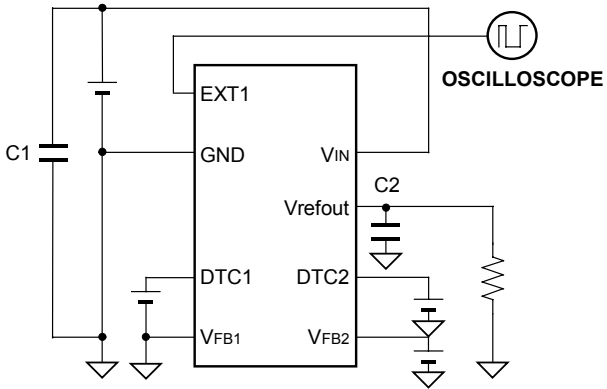 EXT1
OSCILLOSCOPE
C1
GND
VIN
C2
Vrefout
DTC1
DTC2
VFB1
VFB2